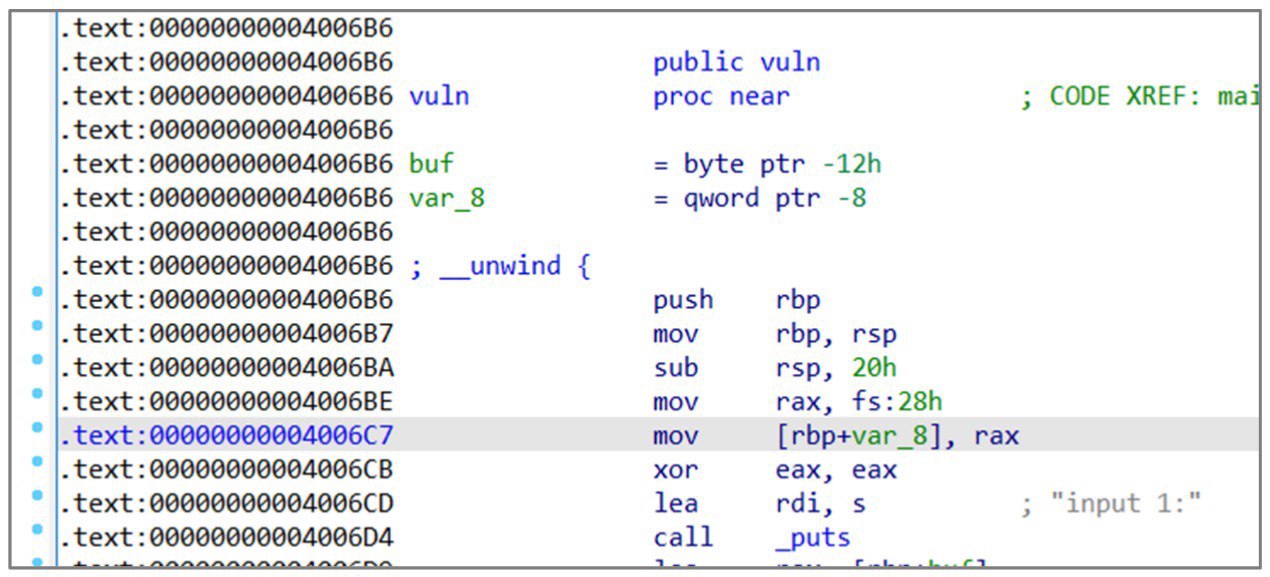 .text:00000000004006B6
.text:00000000004006B6 public vuln
.text:00000000004006B6 vuln proc near ; CODE XREF: mai
.text:00000000004006B6
.text:00000000004006B6 buf = byte ptr -12h
.text:00000000004006B6 var_8 = qword ptr -8
.text:00000000004006B6
.text:00000000004006B6 ; __unwind {
.text:00000000004006B6 push rbp
.text:00000000004006B7 mov rbp, rsp
.text:00000000004006BA sub rsp, 20h
.text:00000000004006BE mov rax, fs:28h
.text:00000000004006C7 mov [rbp+var_8], rax
.text:00000000004006CB xor eax, eax
.text:00000000004006CD lea rdi, s ; "input 1:"
.text:00000000004006D4 call _puts